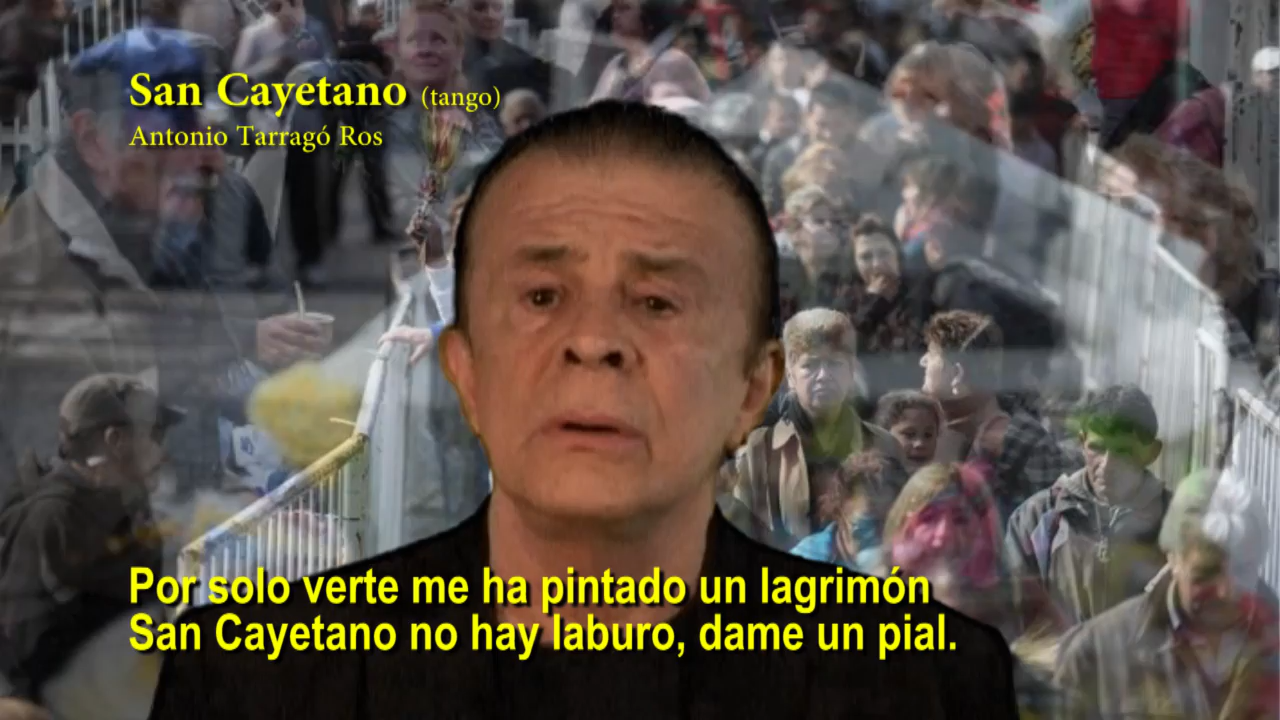 San Cayetano (tango)
Antonio Tarragó Ros
Por solo verte me ha pintado un lagrimón
San Cayetano no hay laburo, dame un pial.